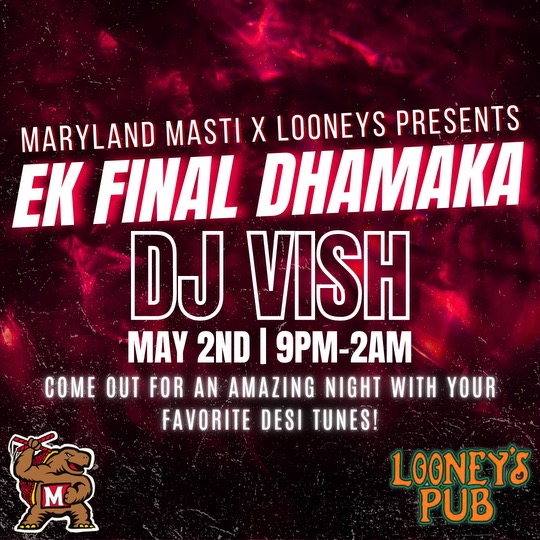 MARYLAND MASTI X LOONEYS PRESENTS
EK FINAL DHAMAKA
DJ VISH
MAY 2ND | 9PM-2AM
COME OUT FOR AN AMAZING NIGHT WITH YOUR
FAVORITE DESI TUNES!
M
LOONEY'S
PUB